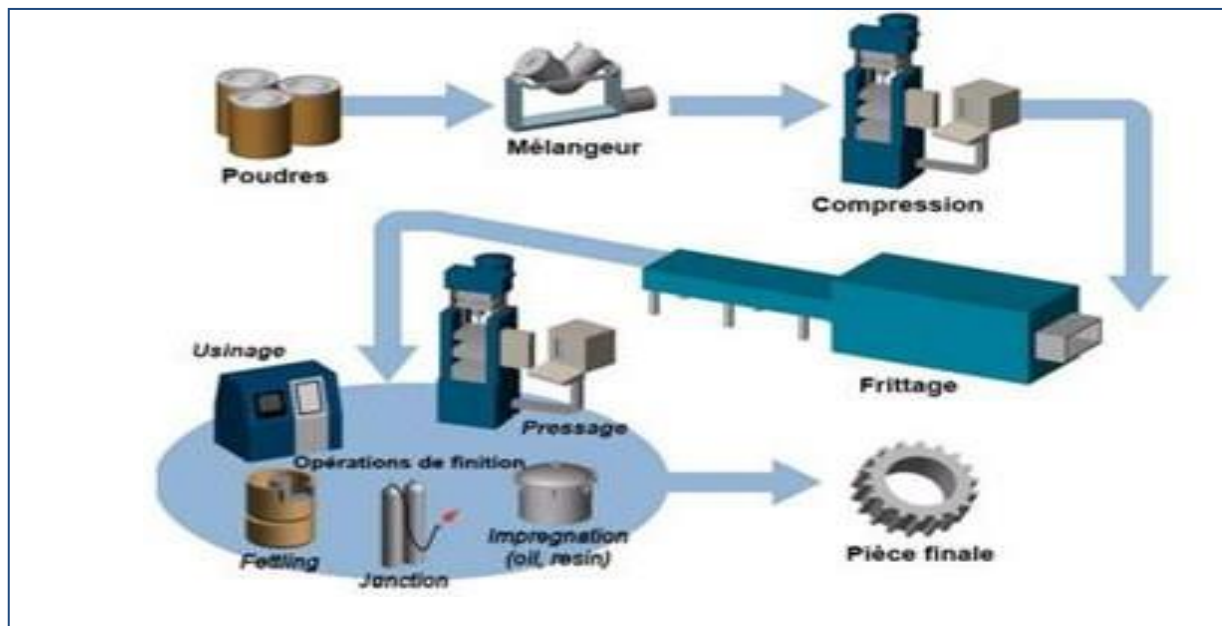 Poudres
Mélangeur
Compression
Frittage
Usinage
Pressage
Opérations de finition
Fettling
Jonction
Impregnation
(oil, resin)
Pièce finale